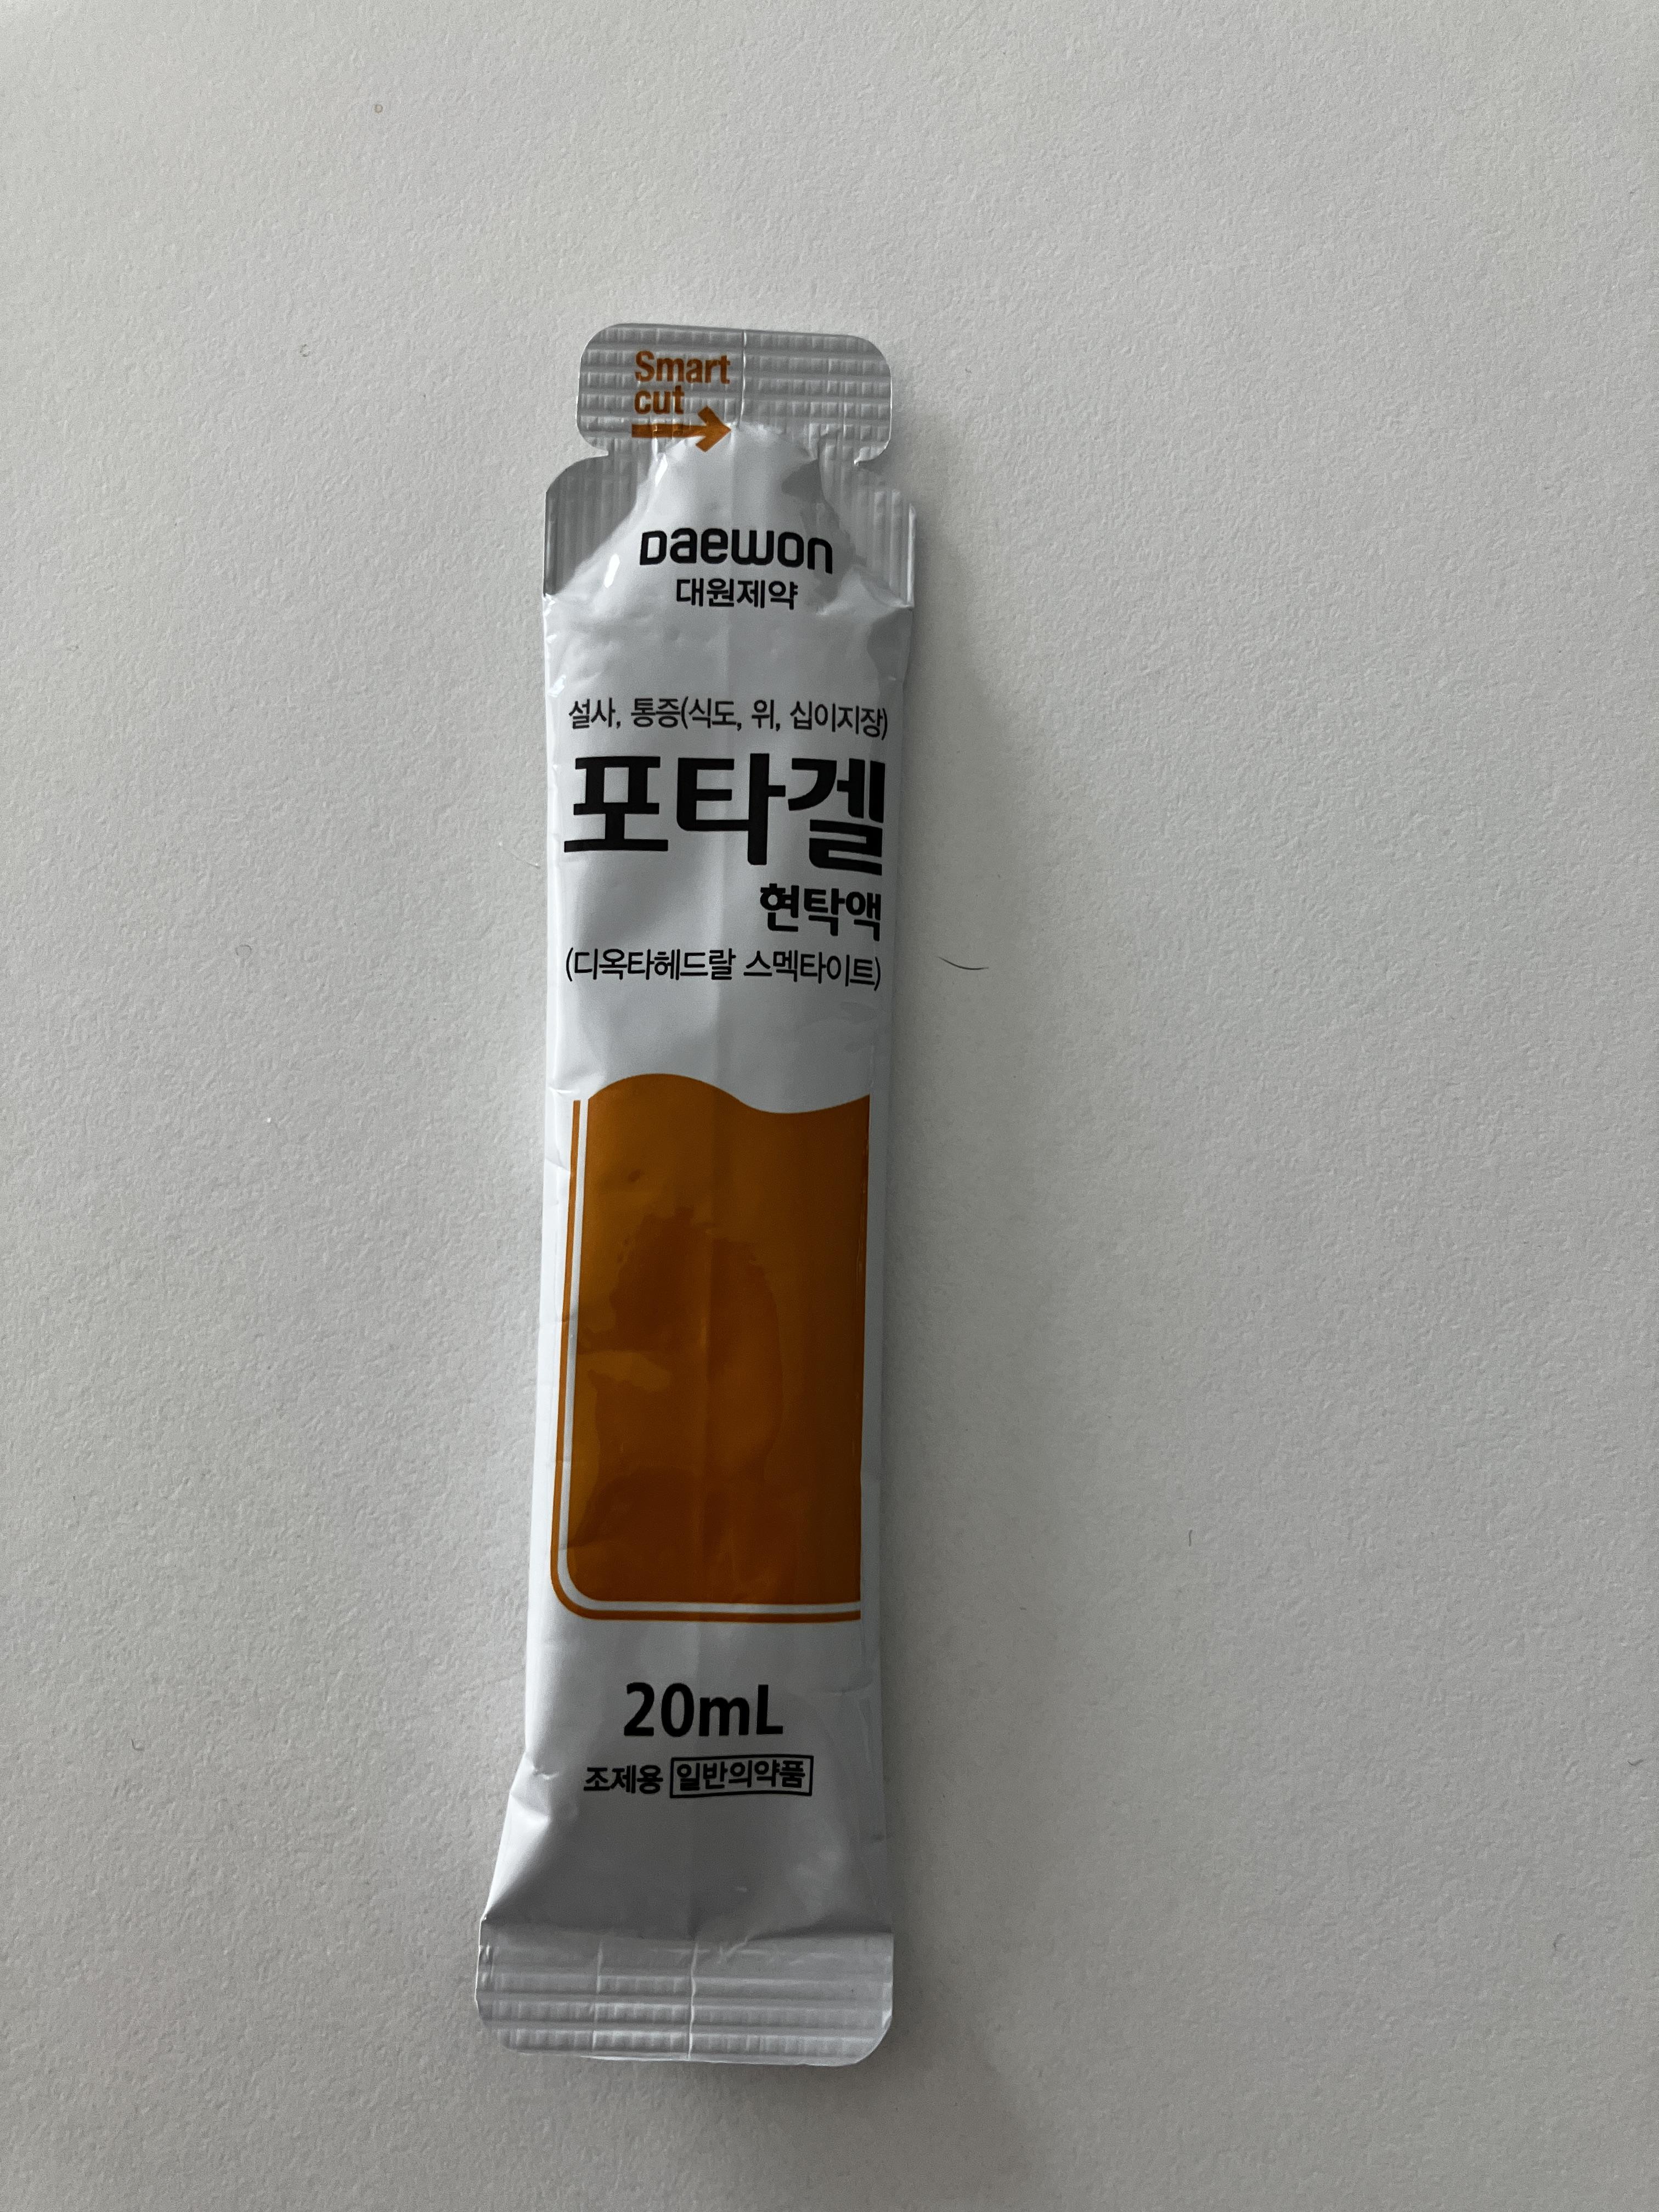 Smart
cut
Daewon
대원제약
설사, 통증(식도, 위, 십이지장)
포타겔
현탁액
(디옥타헤드랄 스멕타이트)
20mL
조제용 일반의약품